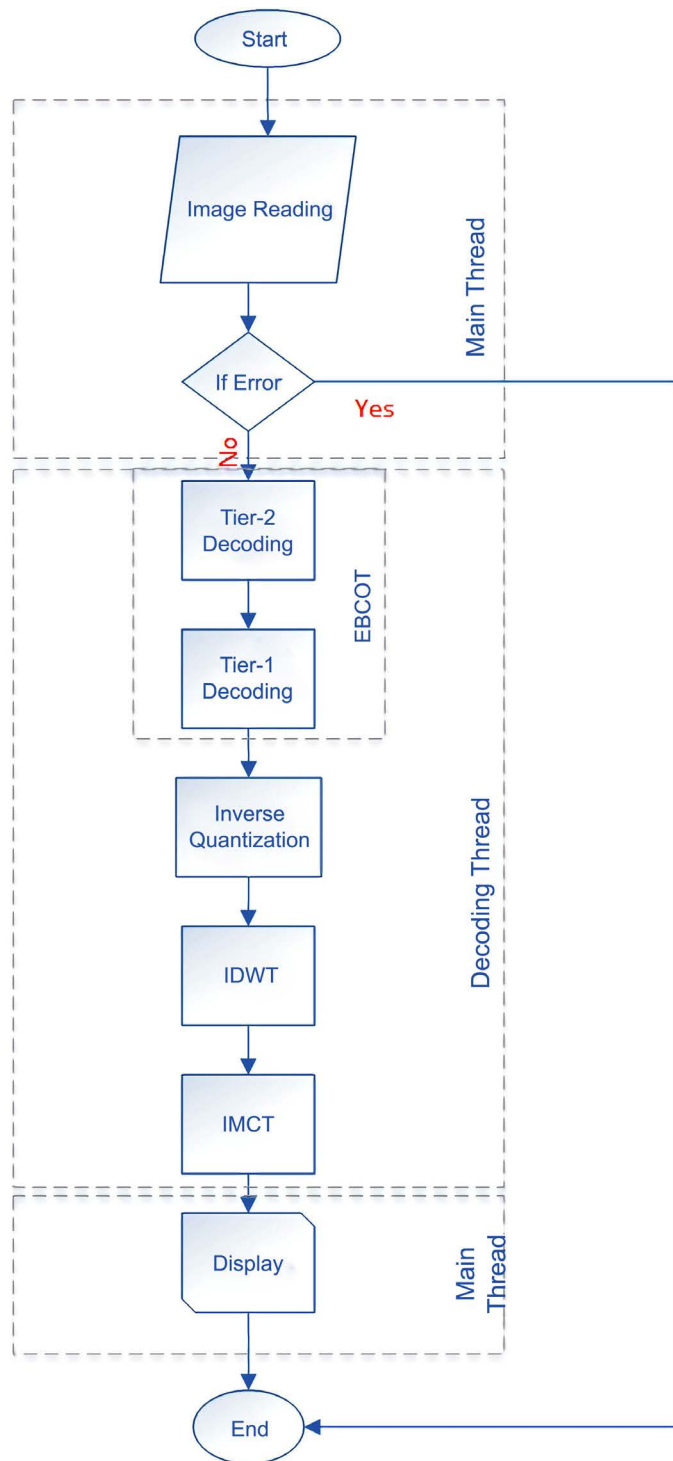 Start
Image Reading
Main Thread
If Error
Yes
No
Tier-2
Decoding
EBCOT
Tier-1
Decoding
Inverse
Quantization
Decoding Thread
IDWT
IMCT
Display
Main
Thread
End